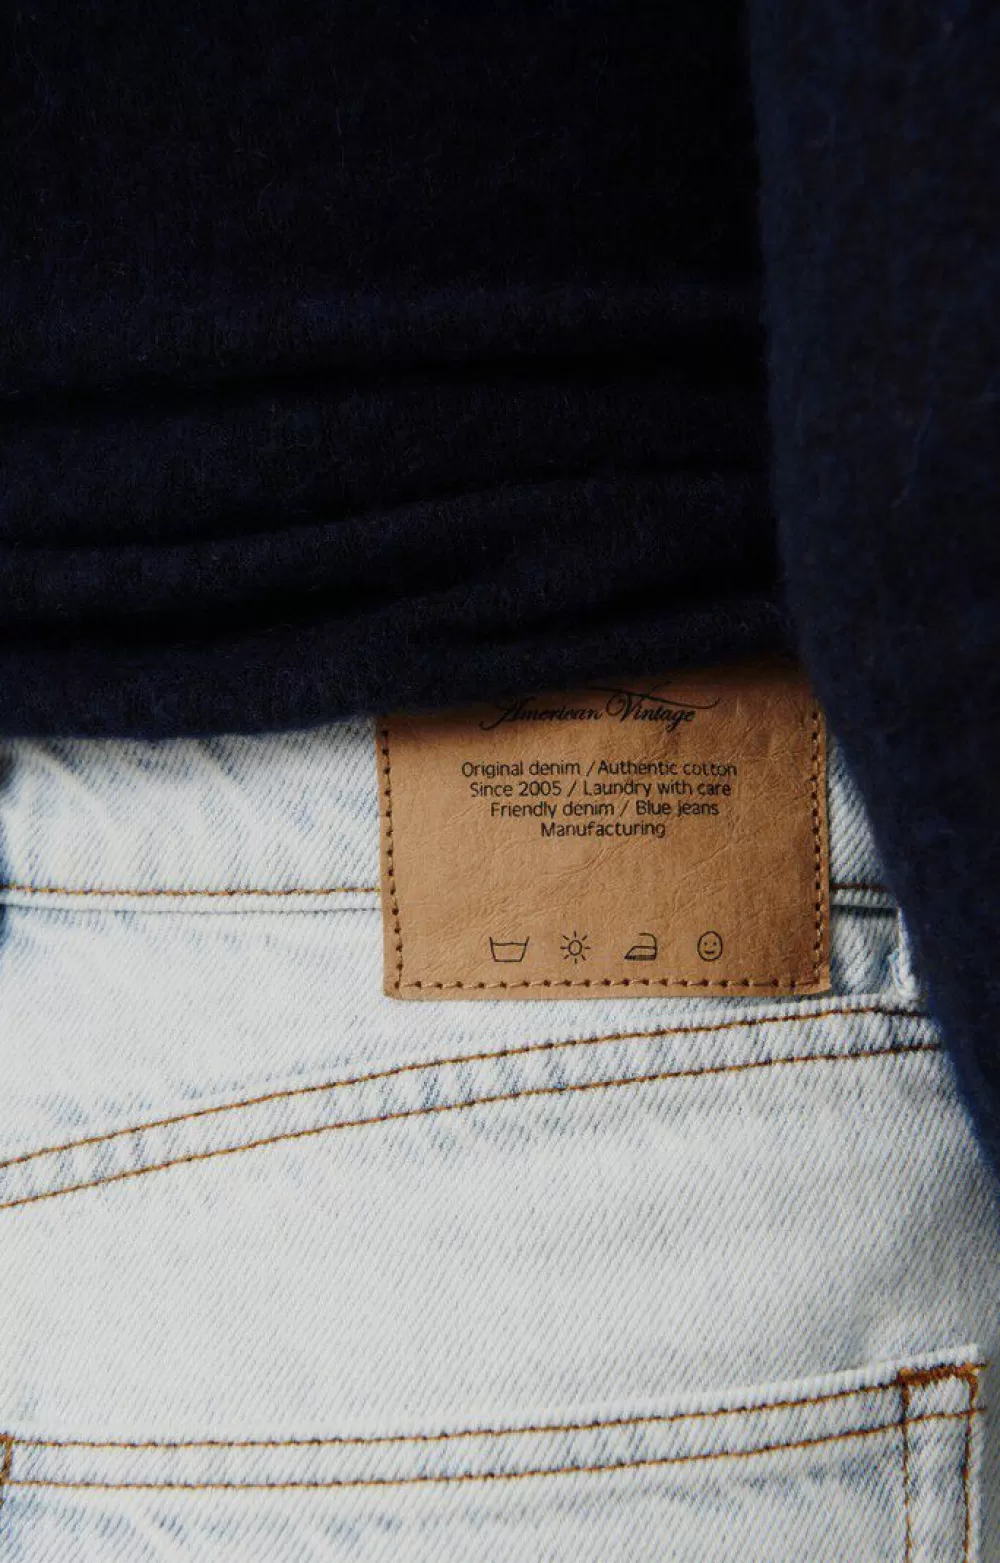 American Vintage
Original denim / Authentic cotton
Since 2005 / Laundry with care
Friendly denim / Blue jeans
Manufacturing